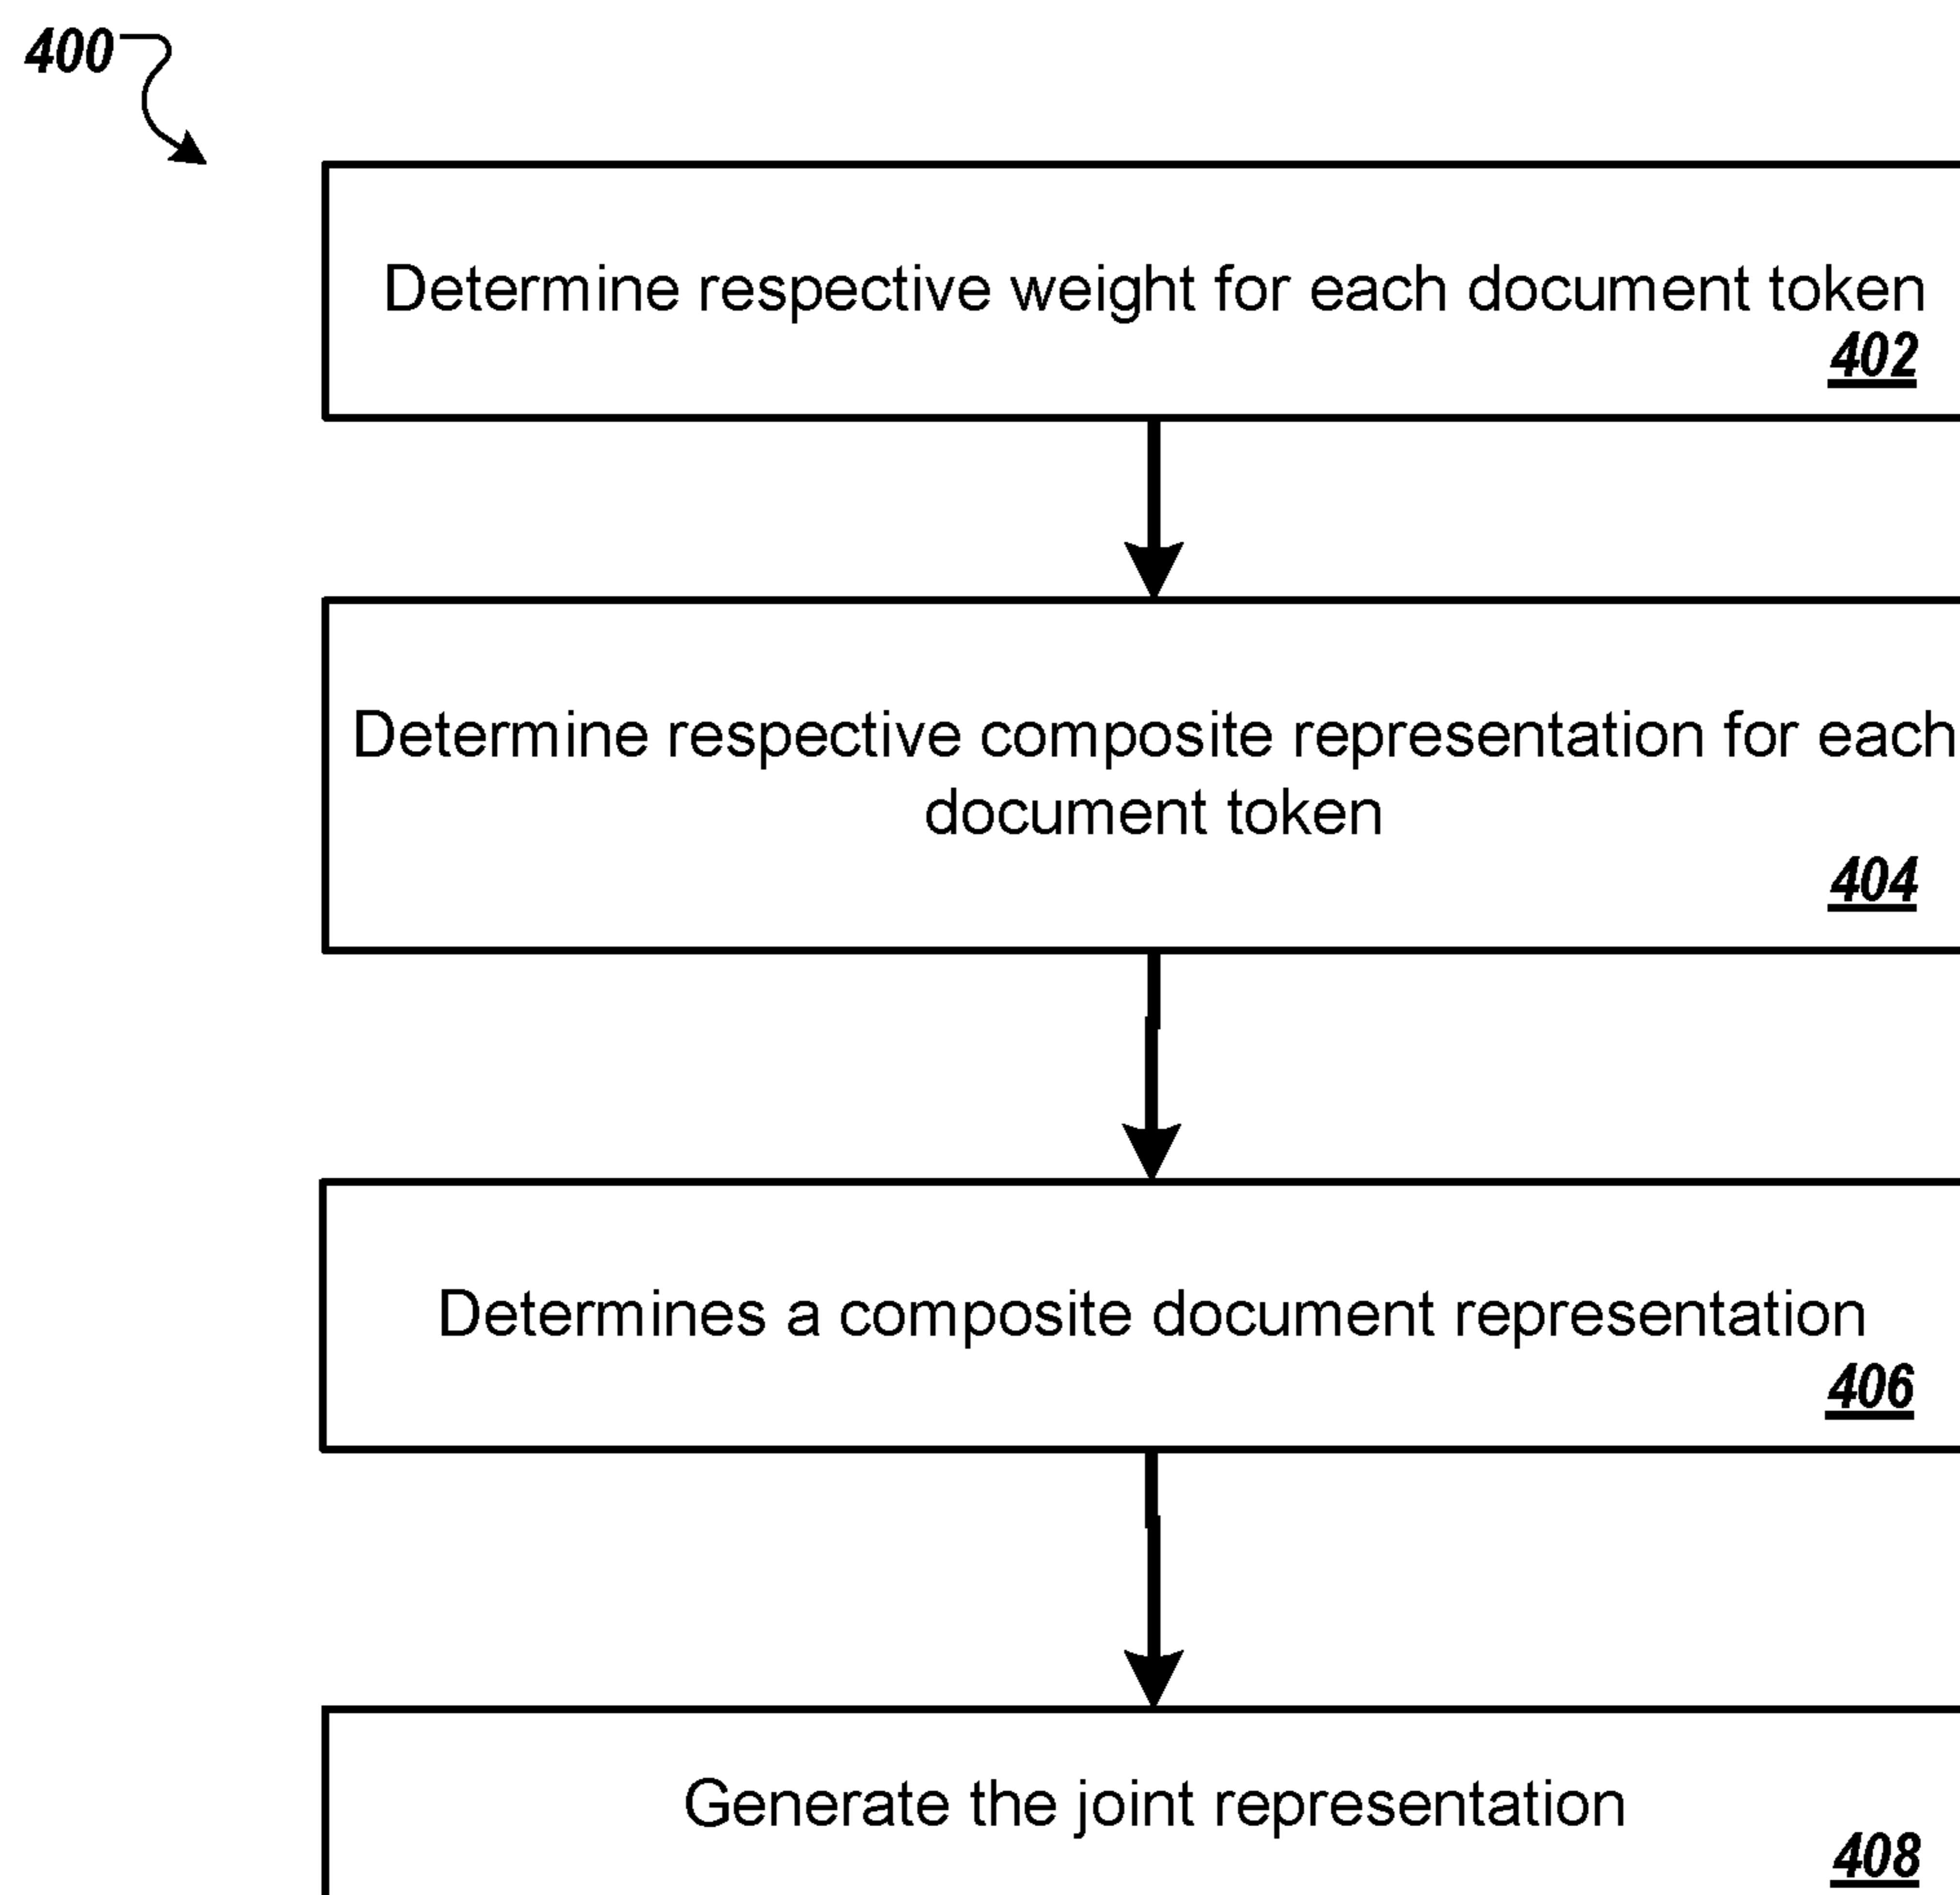 400
Determine respective weight for each document token
402
Determine respective composite representation for each
document token
404
Determines a composite document representation
406
Generate the joint representation
408